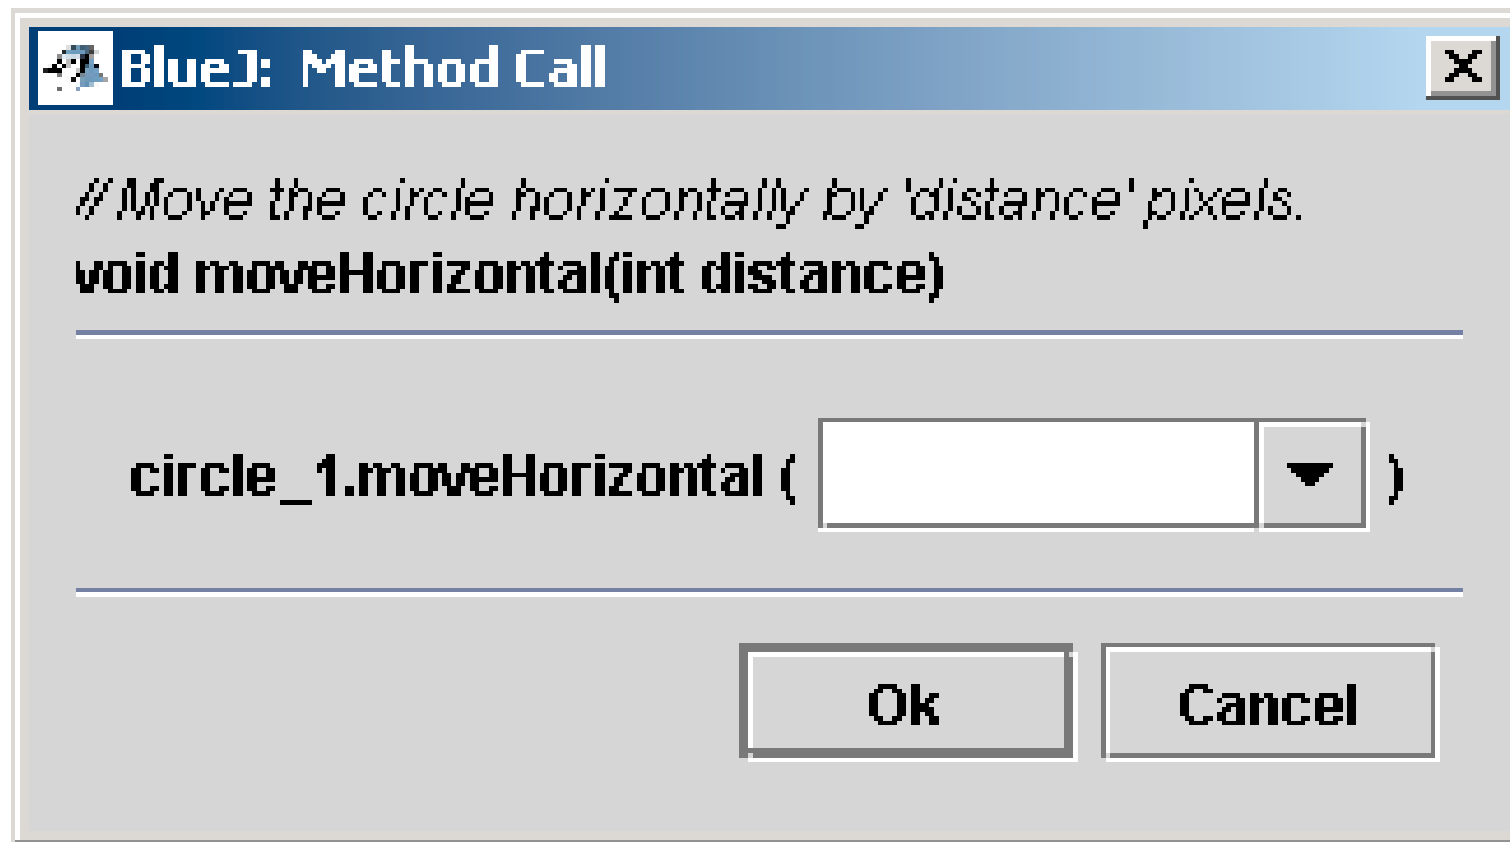 BlueJ: Method Call
// Move the circle horizontally by 'distance' pixels.
void moveHorizontal(int distance)
circle_1.moveHorizontal ( )
Ok Cancel